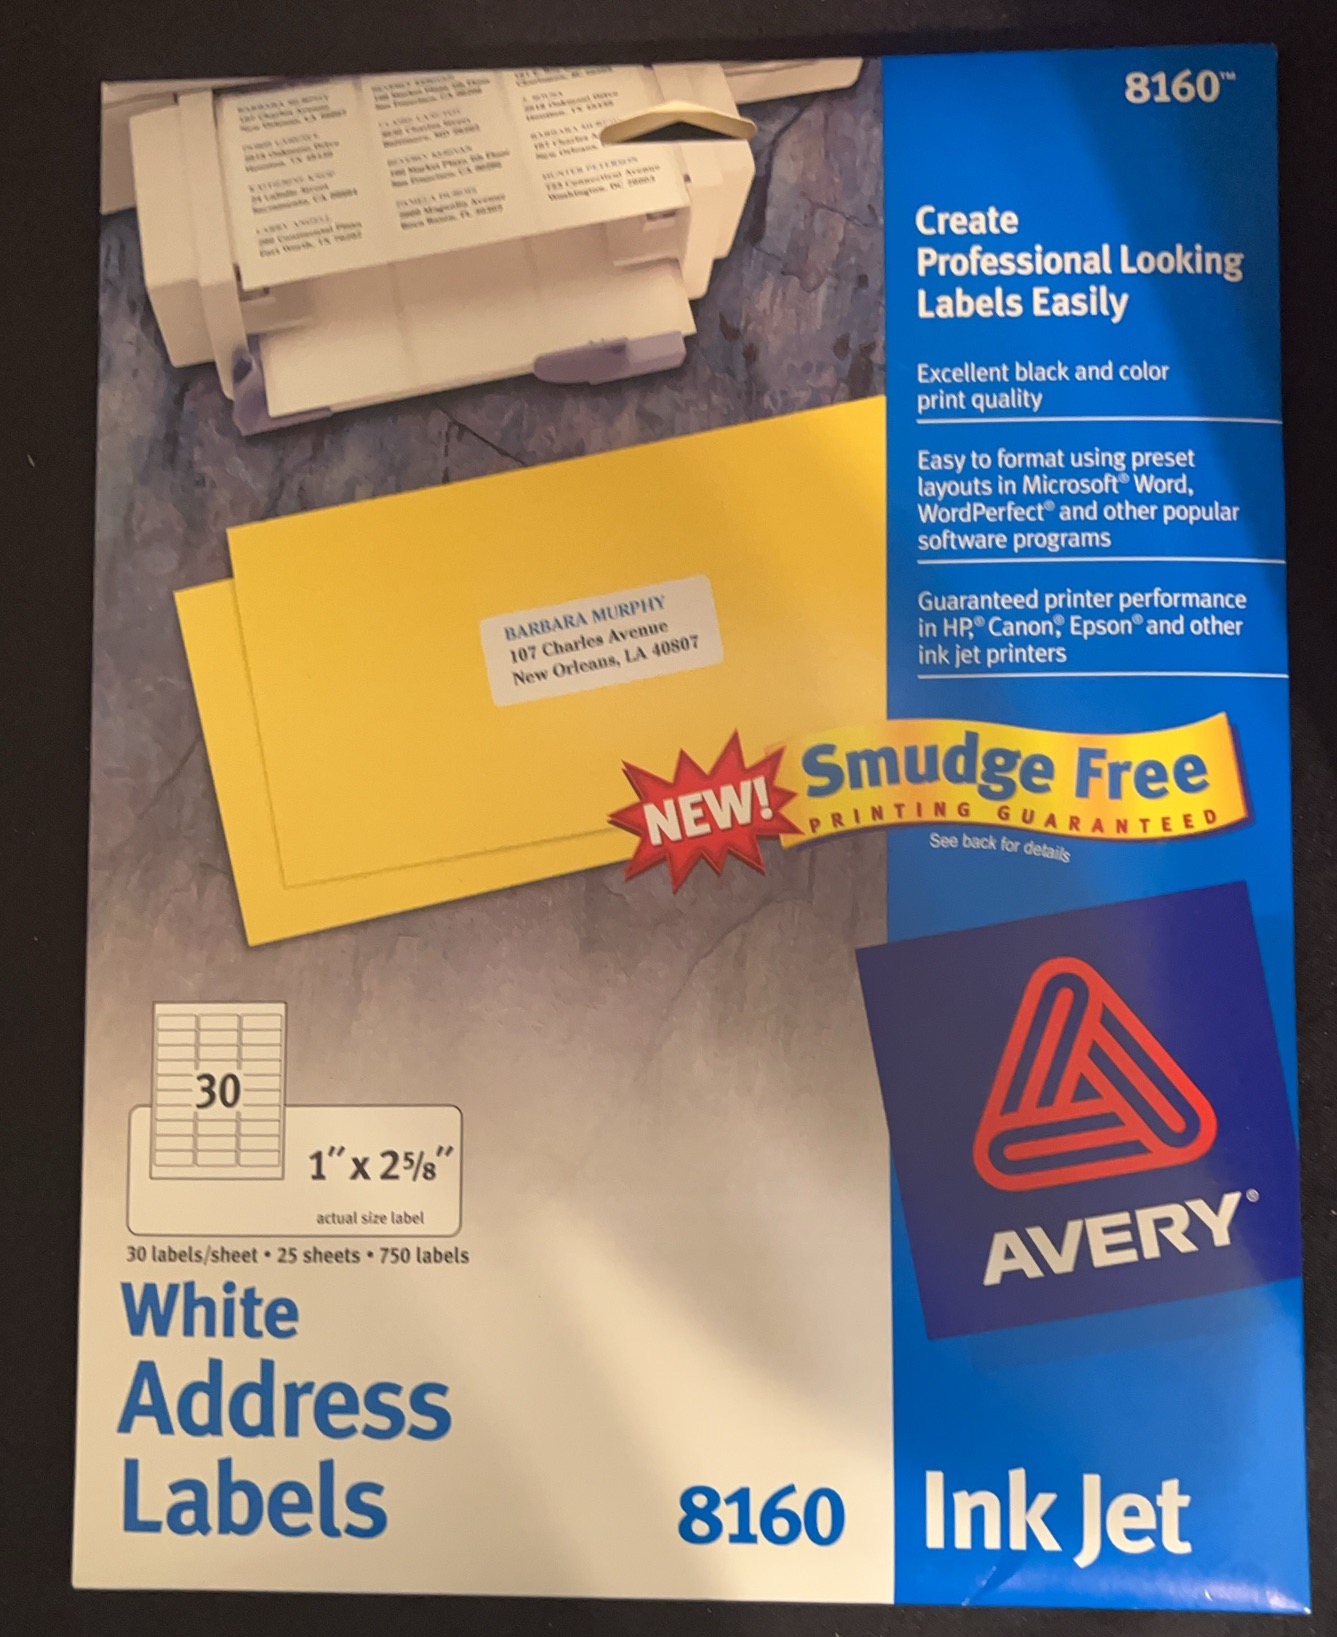 8160™
Create
Professional Looking
Labels Easily
Excellent black and color
print quality
Easy to format using preset
layouts in Microsoft® Word,
WordPerfect® and other popular
software programs
Guaranteed printer performance
in HP,® Canon,® Epson® and other
ink jet printers
BARBARA MURPHY
107 Charles Avenue
New Orleans, LA 40807
NEW!
Smudge Free
PRINTING GUARANTEED
See back for details
AVERY®
30
1" x 2 5/8"
actual size label
30 labels/sheet • 25 sheets • 750 labels
White
Address
Labels
8160
Ink Jet